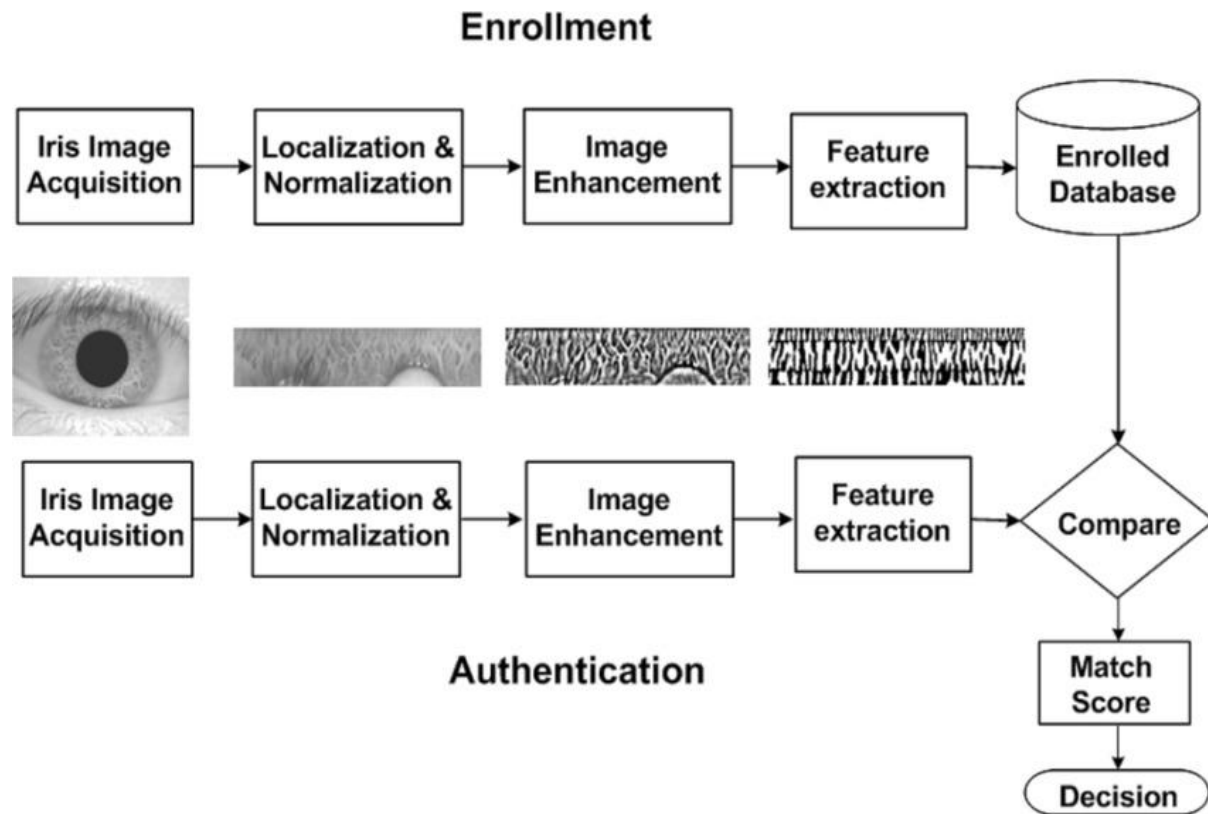 Enrollment
Iris Image
Acquisition
Localization &
Normalization
Image
Enhancement
Feature
extraction
Enrolled
Database
Iris Image
Acquisition
Localization &
Normalization
Image
Enhancement
Feature
extraction
Compare
Authentication
Match
Score
Decision